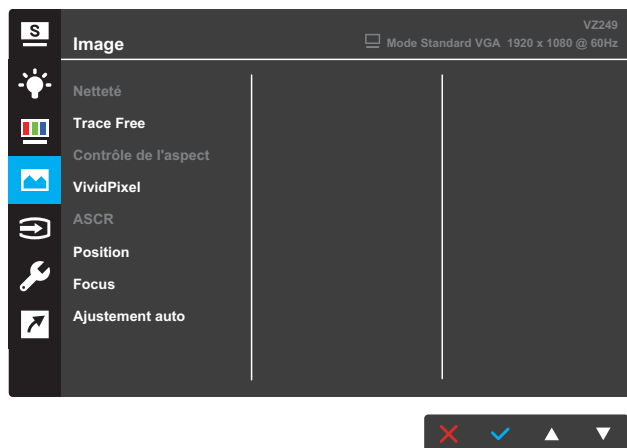 S
Image
VZ249
Mode Standard VGA 1920 x 1080 @ 60Hz
Netteté
Trace Free
Contrôle de l'aspect
VividPixel
ASCR
Position
Focus
Ajustement auto